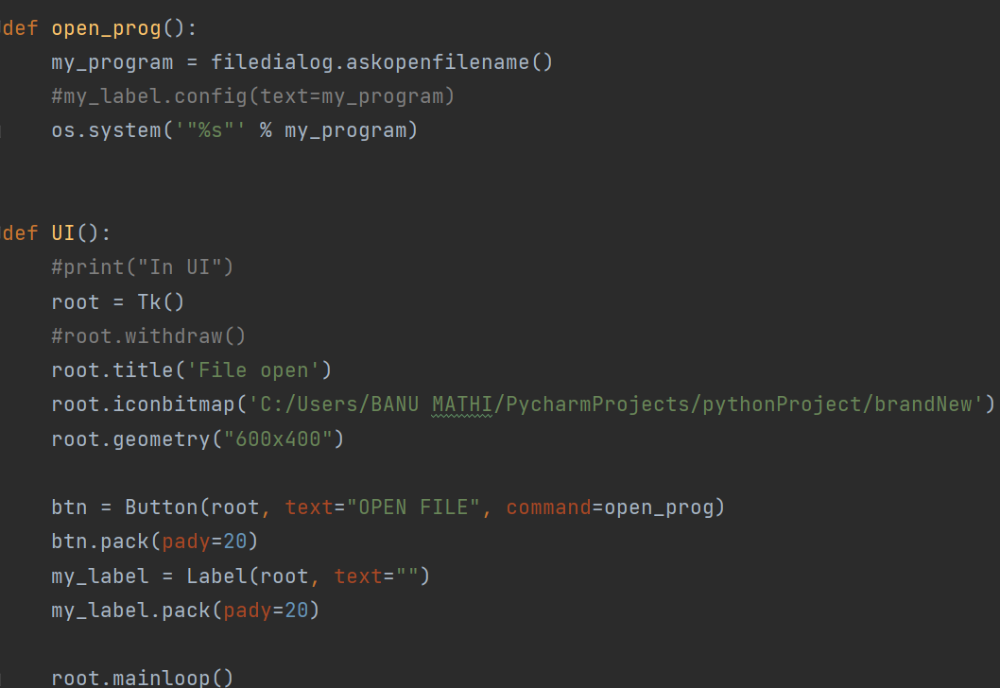 def open_prog():
    my_program = filedialog.askopenfilename()
    #my_label.config(text=my_program)
    os.system('"%s"' % my_program)
def UI():
    #print("In UI")
    root = Tk()
    #root.withdraw()
    root.title('File open')
    root.iconbitmap('C:/Users/BANU MATHI/PycharmProjects/pythonProject/brandNew')
    root.geometry("600x400")
    btn = Button(root, text="OPEN FILE", command=open_prog)
    btn.pack(pady=20)
    my_label = Label(root, text="")
    my_label.pack(pady=20)
    root.mainloop()